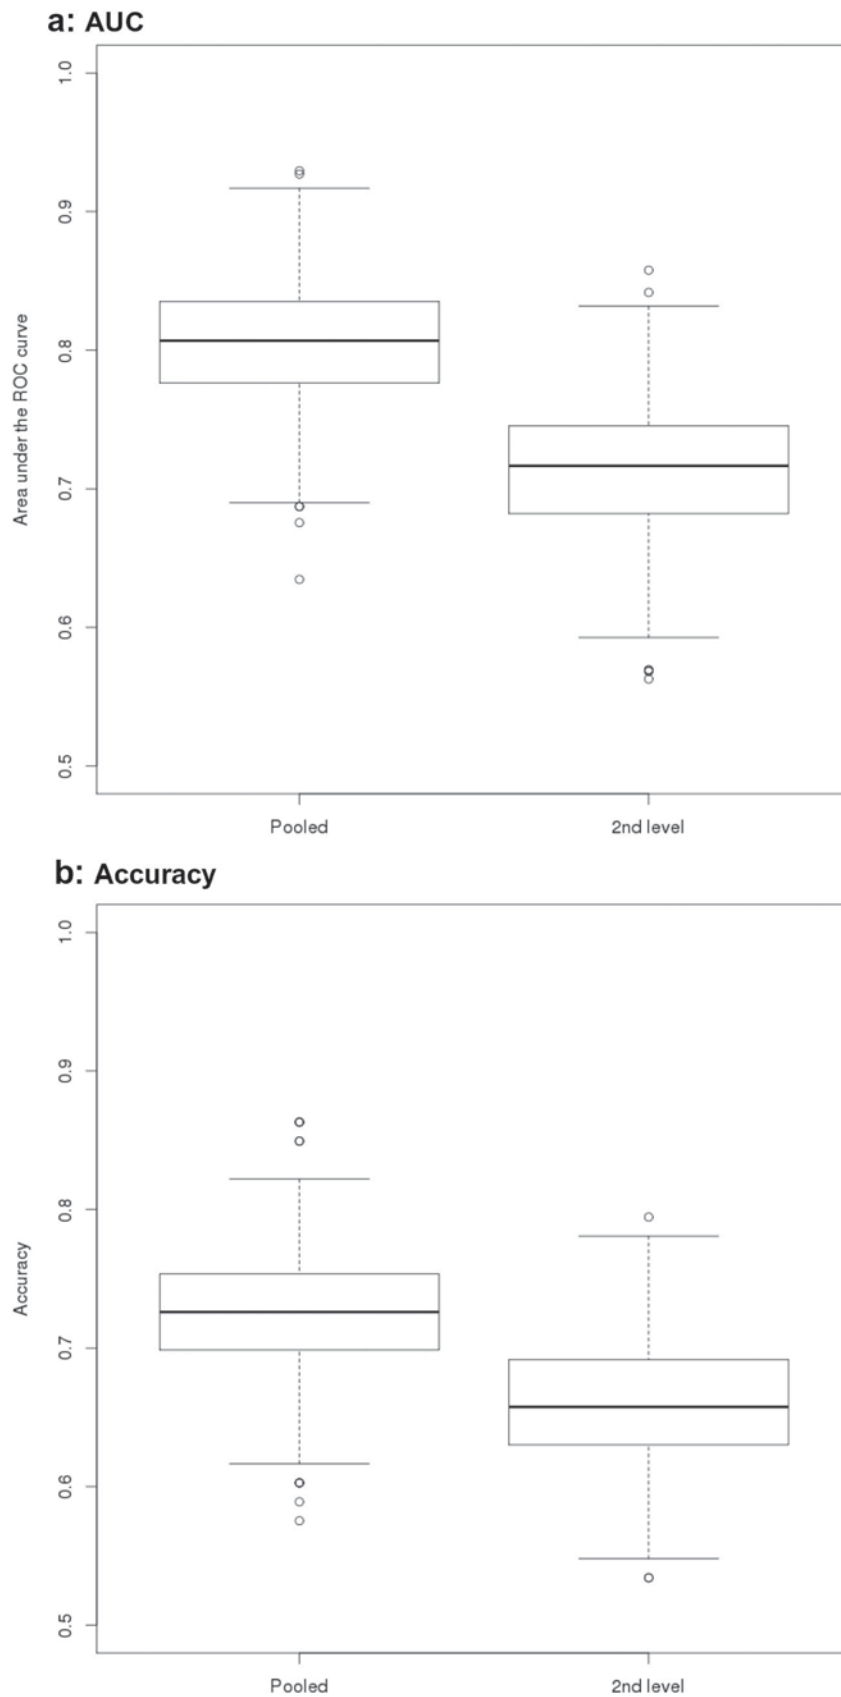 a: AUC
Area under the ROC curve
1.0
0.9
0.8
0.7
0.6
0.5
Pooled
2nd level
b: Accuracy
Accuracy
1.0
0.9
0.8
0.7
0.6
0.5
Pooled
2nd level